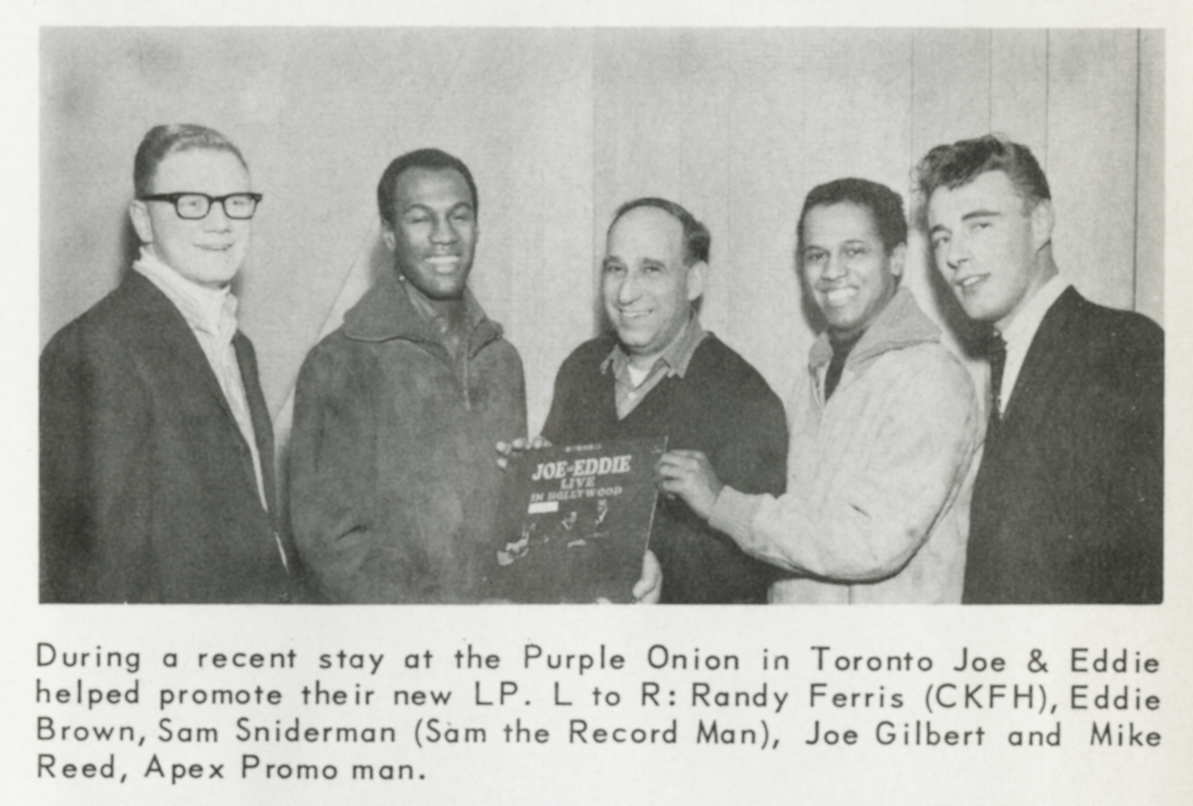 STEREO
JOE & EDDIE
LIVE
IN HOLLYWOOD
During a recent stay at the Purple Onion in Toronto Joe & Eddie
helped promote their new LP. L to R: Randy Ferris (CKFH), Eddie
Brown, Sam Sniderman (Sam the Record Man), Joe Gilbert and Mike
Reed, Apex Promo man.